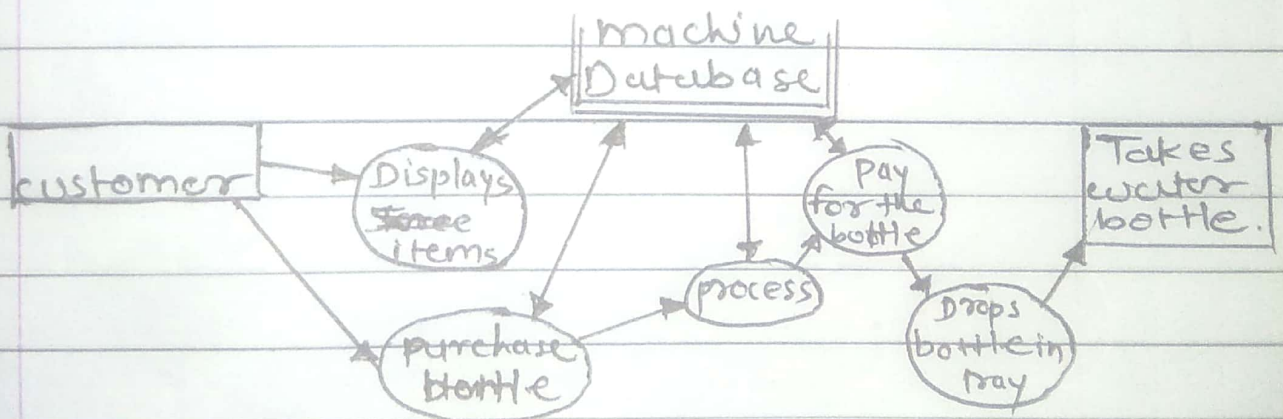 machine
Database
customer
Displays
items
Pay
for the
bottle
Takes
water
bottle.
process
purchase
bottle
Drops
bottle in
tray